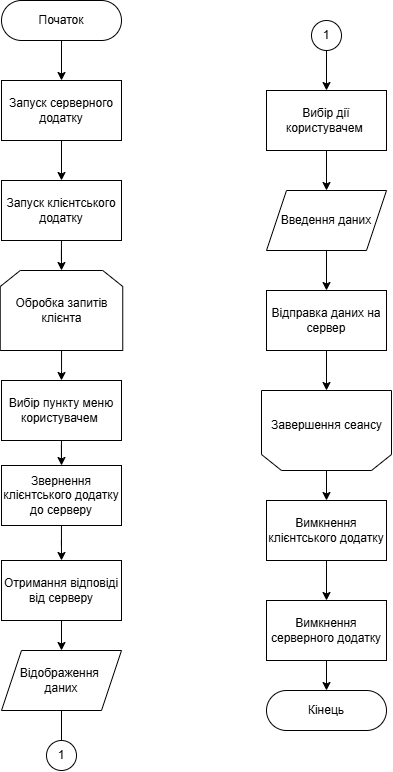 Початок
Запуск серверного
додатку
Запуск клієнтського
додатку
Обробка запитів
клієнта
Вибір пункту меню
користувачем
Звернення
клієнтського додатку
до серверу
Отримання відповіді
від серверу
Відображення
даних
1
1
Вибір дії
користувачем
Введення даних
Відправка даних на
сервер
Завершення сеансу
Вимкнення
клієнтського додатку
Вимкнення
серверного додатку
Кінець